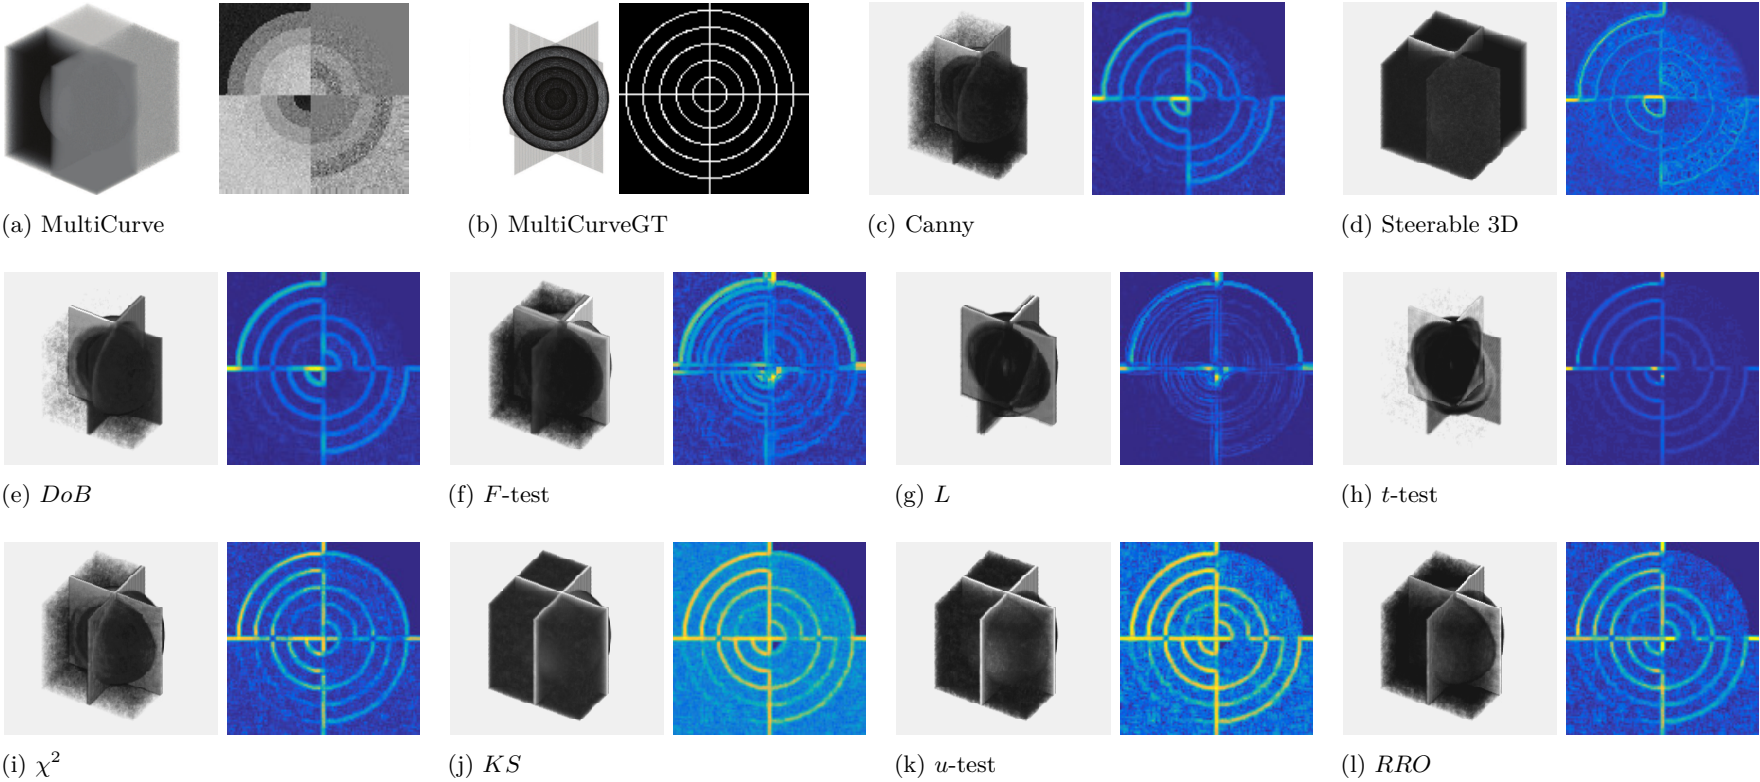 (a) MultiCurve
(b) MultiCurveGT
(c) Canny
(d) Steerable 3D
(e) DoB
(f) F-test
(g) L
(h) t-test
(i) χ²
(j) KS
(k) u-test
(l) RRO